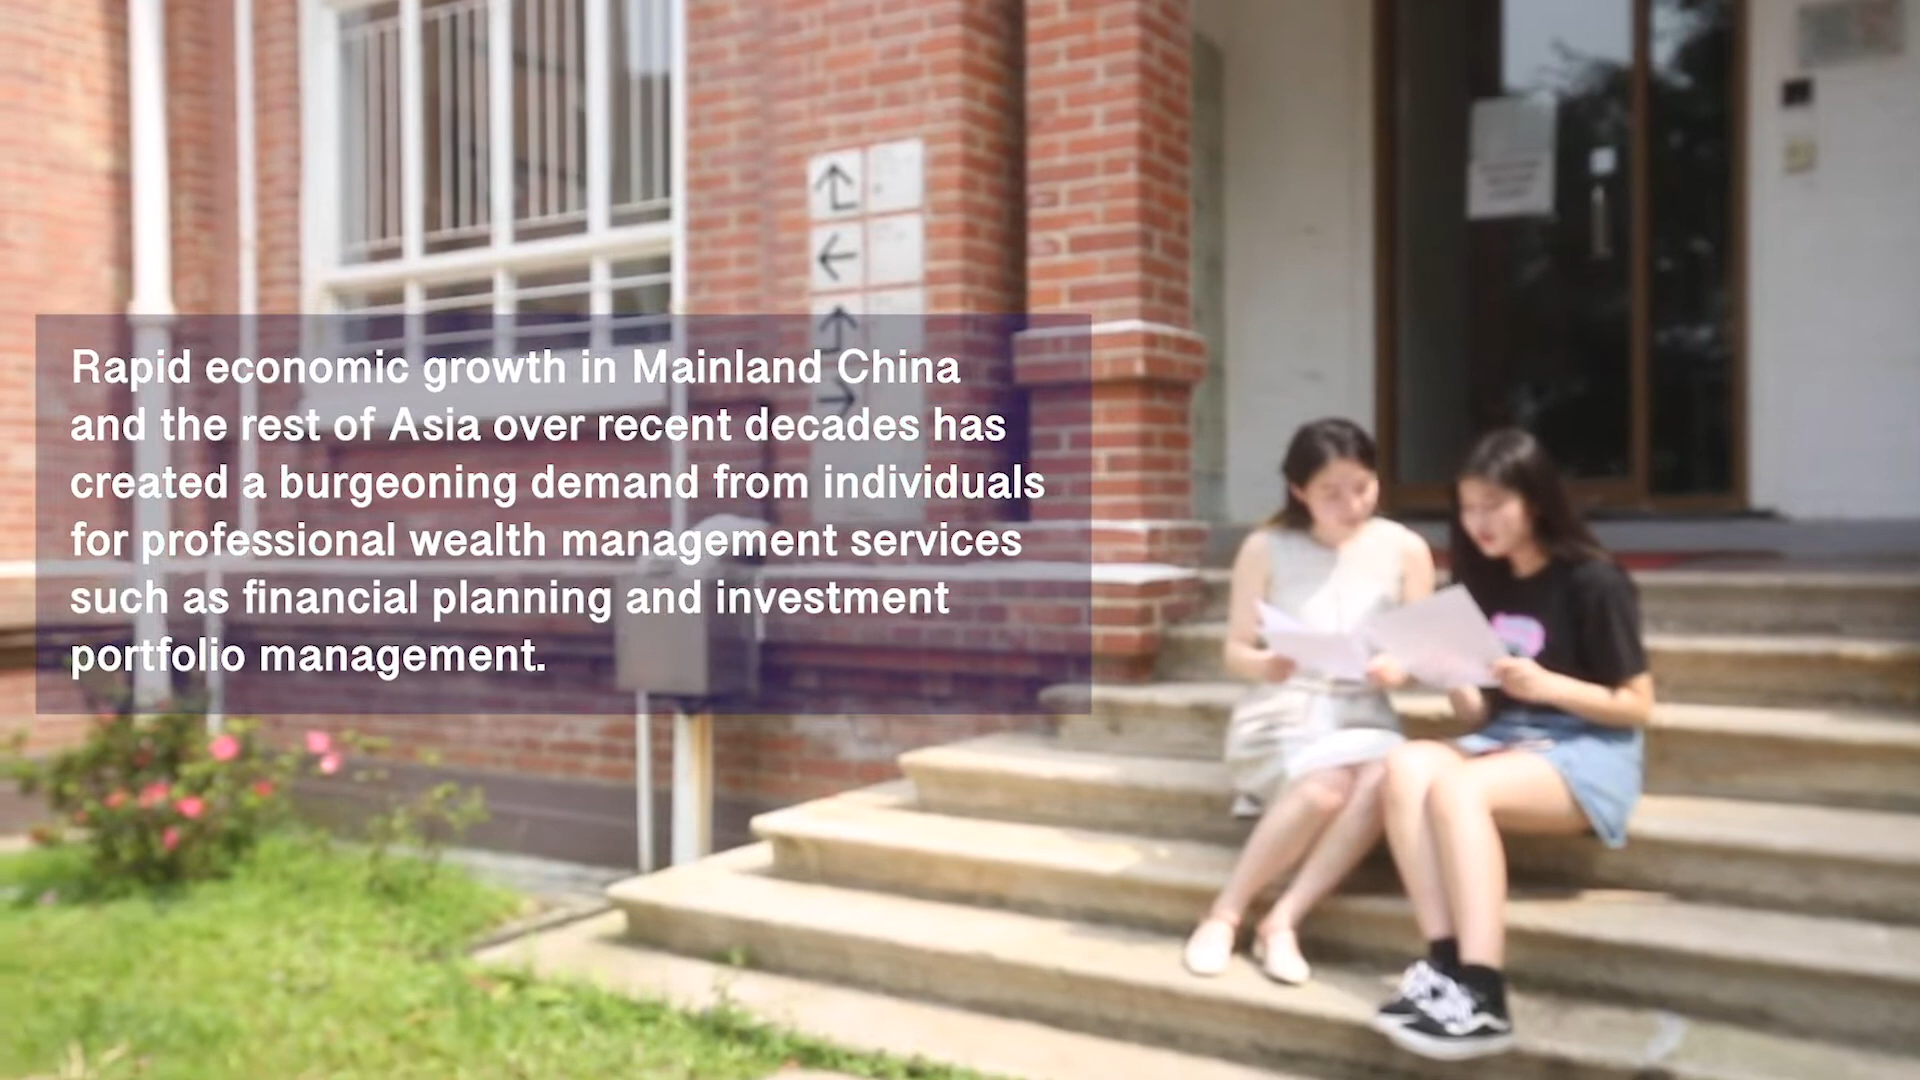 Rapid economic growth in Mainland China
and the rest of Asia over recent decades has
created a burgeoning demand from individuals
for professional wealth management services
such as financial planning and investment
portfolio management.